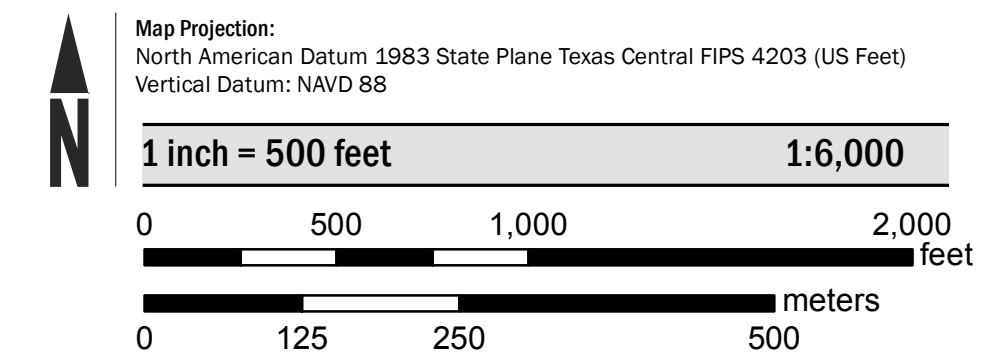 N
Map Projection:
North American Datum 1983 State Plane Texas Central FIPS 4203 (US Feet)
Vertical Datum: NAVD 88
1 inch = 500 feet 1:6,000
0 500 1,000 2,000
feet
meters
0 125 250 500